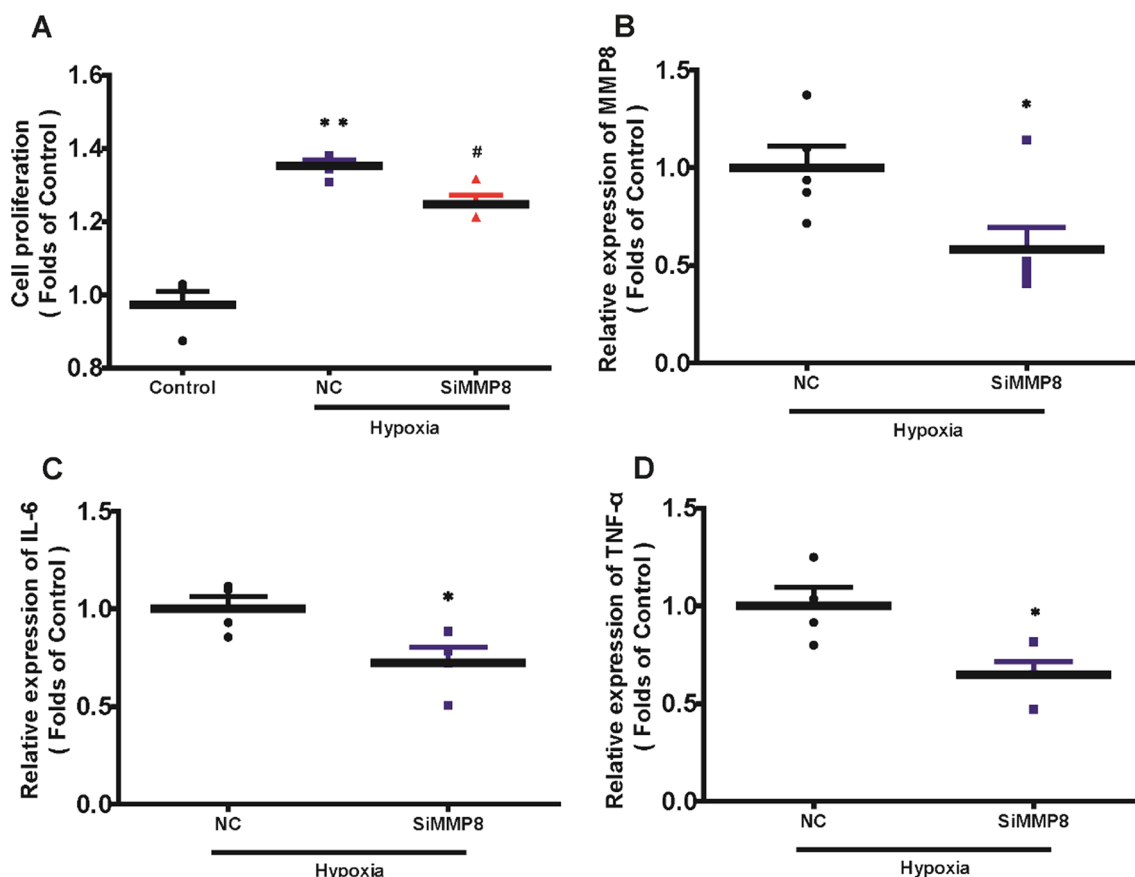 A
Cell proliferation
( Folds of Control )
1.6
1.4
1.2
1.0
0.8
* *
#
Control
NC
SiMMP8
Hypoxia
B
Relative expression of MMP8
( Folds of Control )
1.5
1.0
0.5
0.0
*
NC
SiMMP8
Hypoxia
C
Relative expression of IL-6
( Folds of Control )
1.5
1.0
0.5
0.0
*
NC
SiMMP8
Hypoxia
D
Relative expression of TNF-α
( Folds of Control )
1.5
1.0
0.5
0.0
*
NC
SiMMP8
Hypoxia